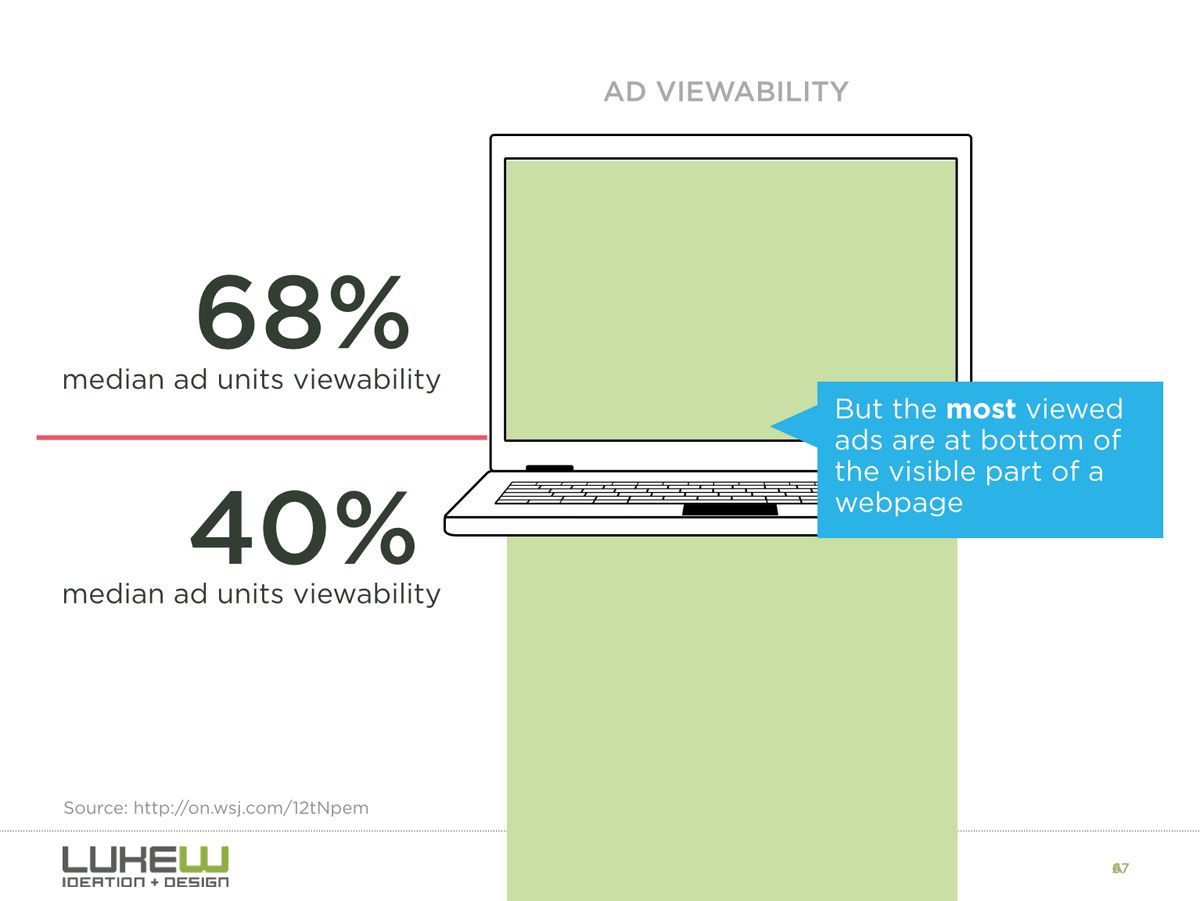 AD VIEWABILITY
68%
median ad units viewability
But the most viewed
ads are at bottom of
the visible part of a
webpage
40%
median ad units viewability
Source: http://on.wsj.com/12tNpem
LUKEW
IDEATION + DESIGN